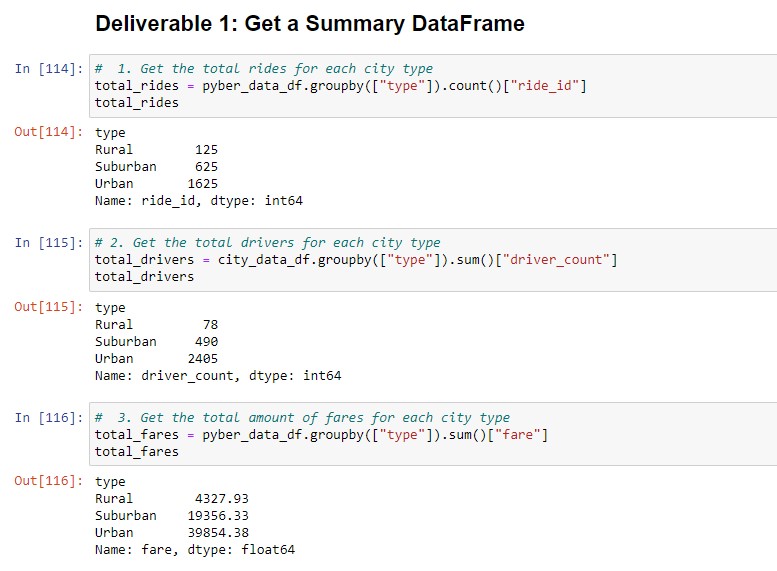 Deliverable 1: Get a Summary DataFrame
In [114]: #  1. Get the total rides for each city type
total_rides = pyber_data_df.groupby(["type"]).count()["ride_id"]
total_rides
Out[114]: type
Rural        125
Suburban     625
Urban       1625
Name: ride_id, dtype: int64
In [115]: # 2. Get the total drivers for each city type
total_drivers = city_data_df.groupby(["type"]).sum()["driver_count"]
total_drivers
Out[115]: type
Rural         78
Suburban     490
Urban       2405
Name: driver_count, dtype: int64
In [116]: #  3. Get the total amount of fares for each city type
total_fares = pyber_data_df.groupby(["type"]).sum()["fare"]
total_fares
Out[116]: type
Rural        4327.93
Suburban    19356.33
Urban       39854.38
Name: fare, dtype: float64